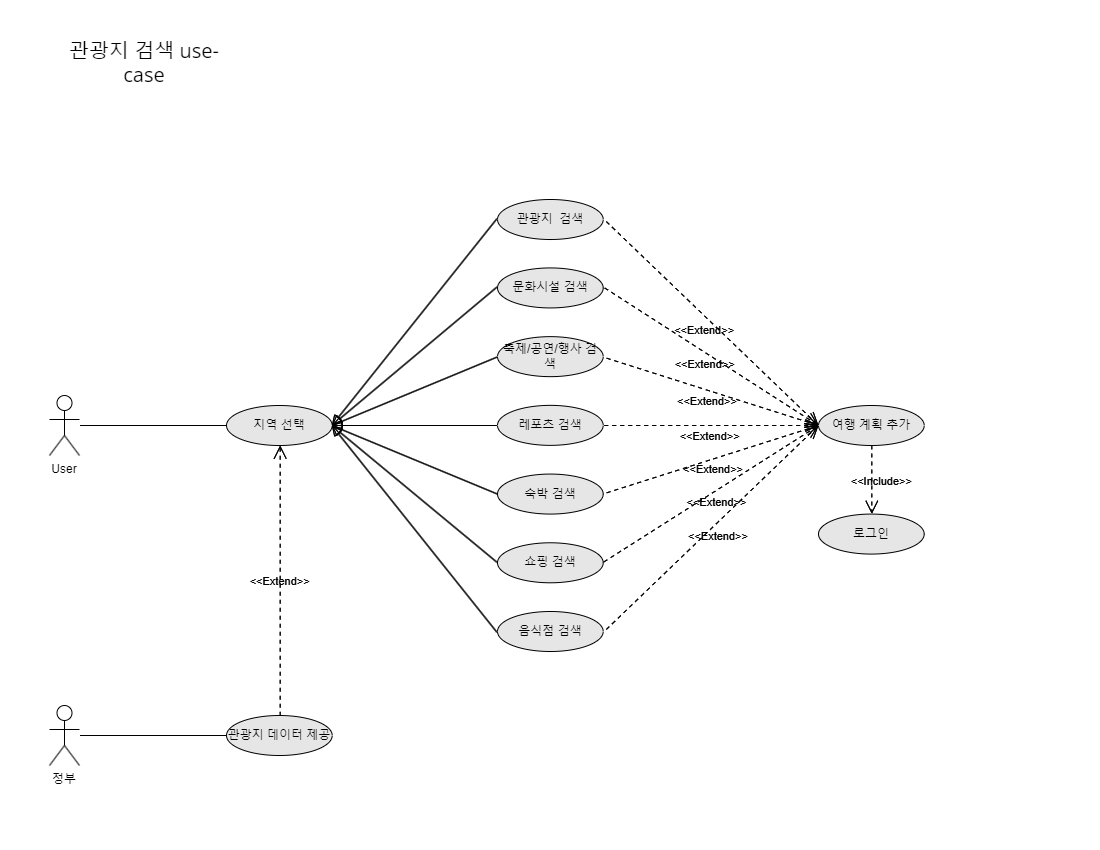 관광지 검색 use-
case
관광지 검색
문화시설 검색
<<Extend>>
축제/공연/행사 검
색
<<Extend>>
<<Extend>>
User
지역 선택
레포츠 검색
여행 계획 추가
<<Extend>>
<<Extend>>
<<Include>>
숙박 검색
<<Extend>>
로그인
<<Extend>>
쇼핑 검색
<<Extend>>
음식점 검색
관광지 데이터 제공
정부